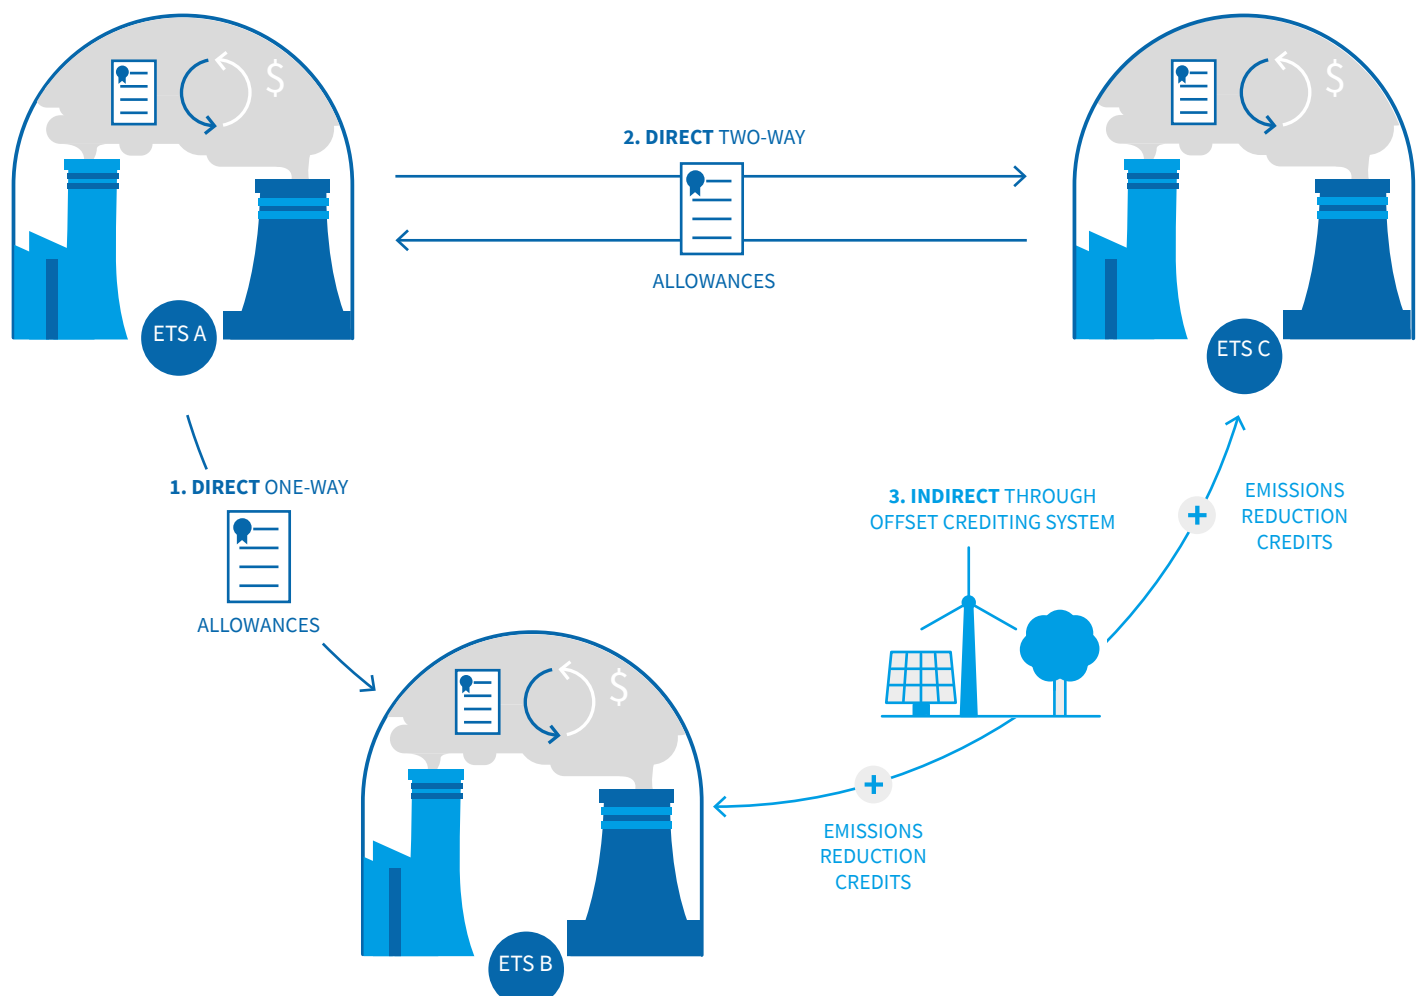 $
$
2. DIRECT TWO-WAY
ALLOWANCES
ETS A
ETS C
1. DIRECT ONE-WAY
ALLOWANCES
3. INDIRECT THROUGH
OFFSET CREDITING SYSTEM
EMISSIONS
REDUCTION
CREDITS
$
EMISSIONS
REDUCTION
CREDITS
ETS B